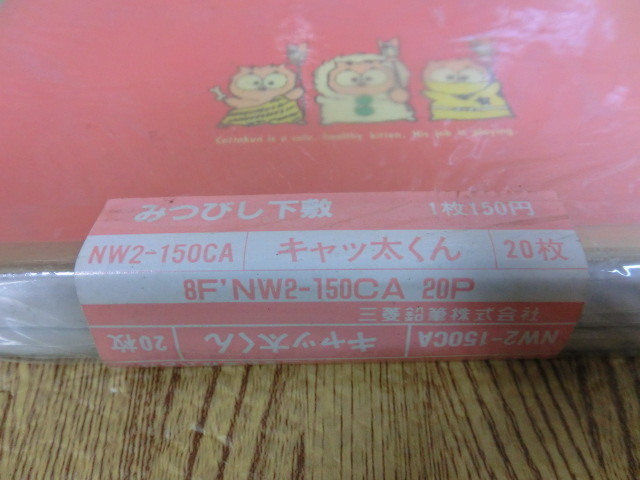 Cattakun is a cute, healthy kitten. His job is playing.
みつびし下敷 1枚150円
NW2-150CA キャッ太くん 20枚
8F'NW2-150CA 20P
三菱鉛筆株式会社
NW2-150CA キャッ太くん 20枚